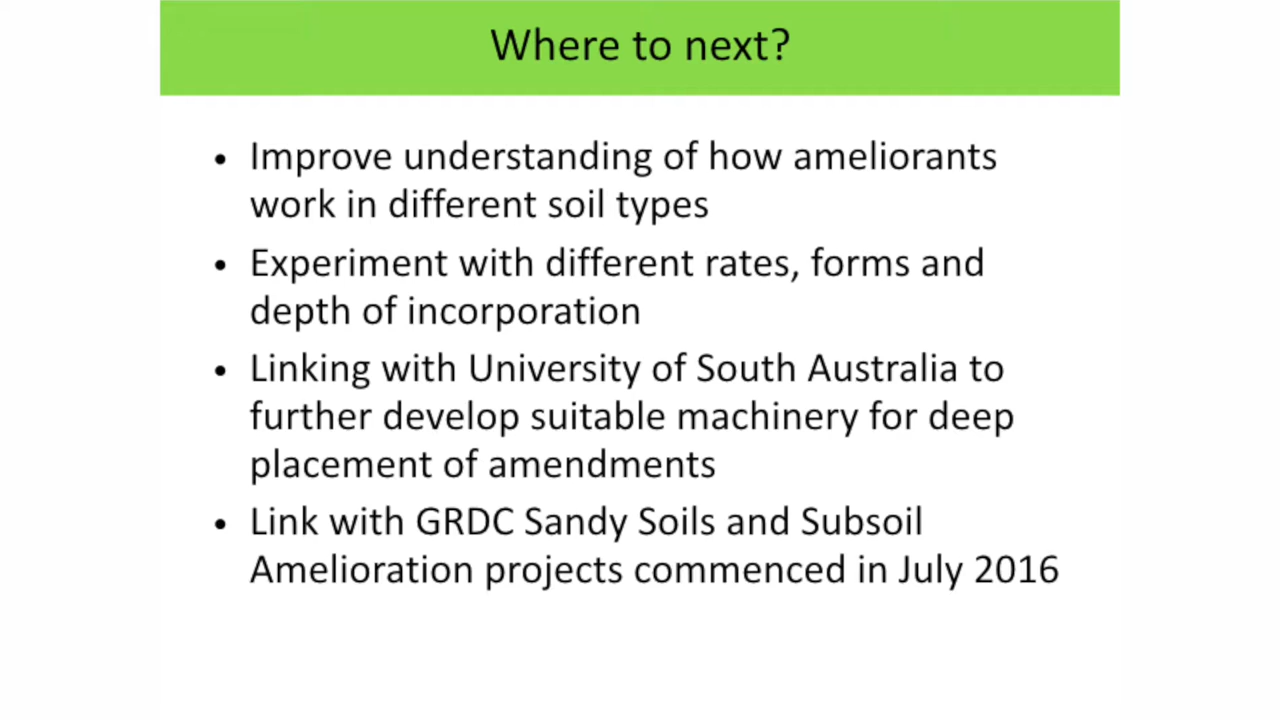 Where to next?
• Improve understanding of how ameliorants
work in different soil types
• Experiment with different rates, forms and
depth of incorporation
• Linking with University of South Australia to
further develop suitable machinery for deep
placement of amendments
• Link with GRDC Sandy Soils and Subsoil
Amelioration projects commenced in July 2016